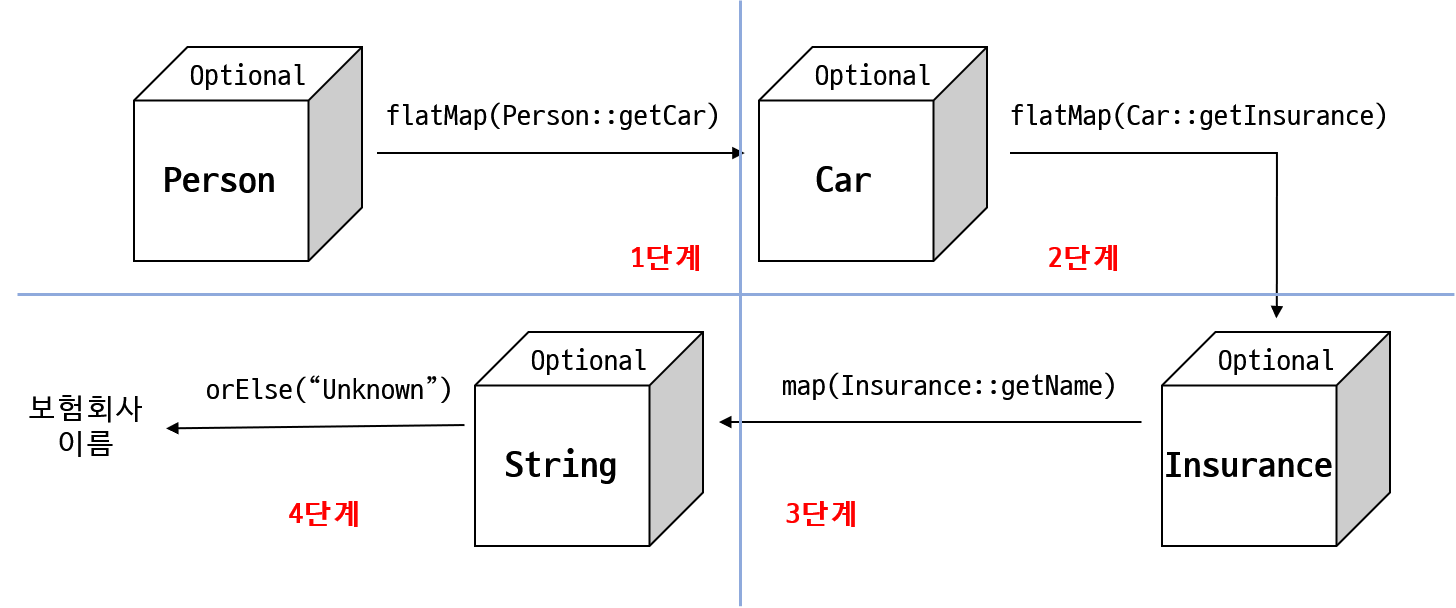 Optional
Person
flatMap(Person::getCar)
1단계
Optional
Car
flatMap(Car::getInsurance)
2단계
Optional
Insurance
map(Insurance::getName)
3단계
Optional
String
orElse(“Unknown”)
4단계
보험회사
이름